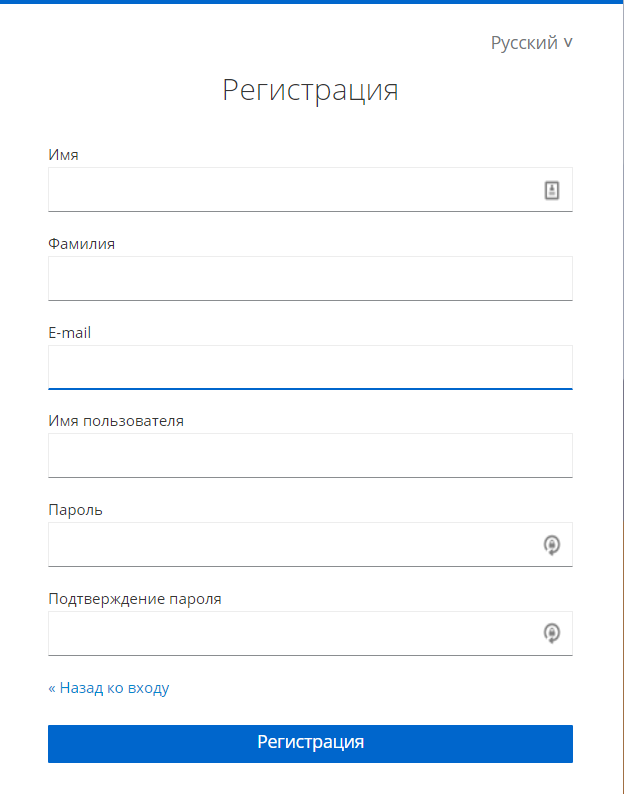 Русский ˅
Регистрация
Имя
Фамилия
E-mail
Имя пользователя
Пароль
Подтверждение пароля
« Назад ко входу
Регистрация